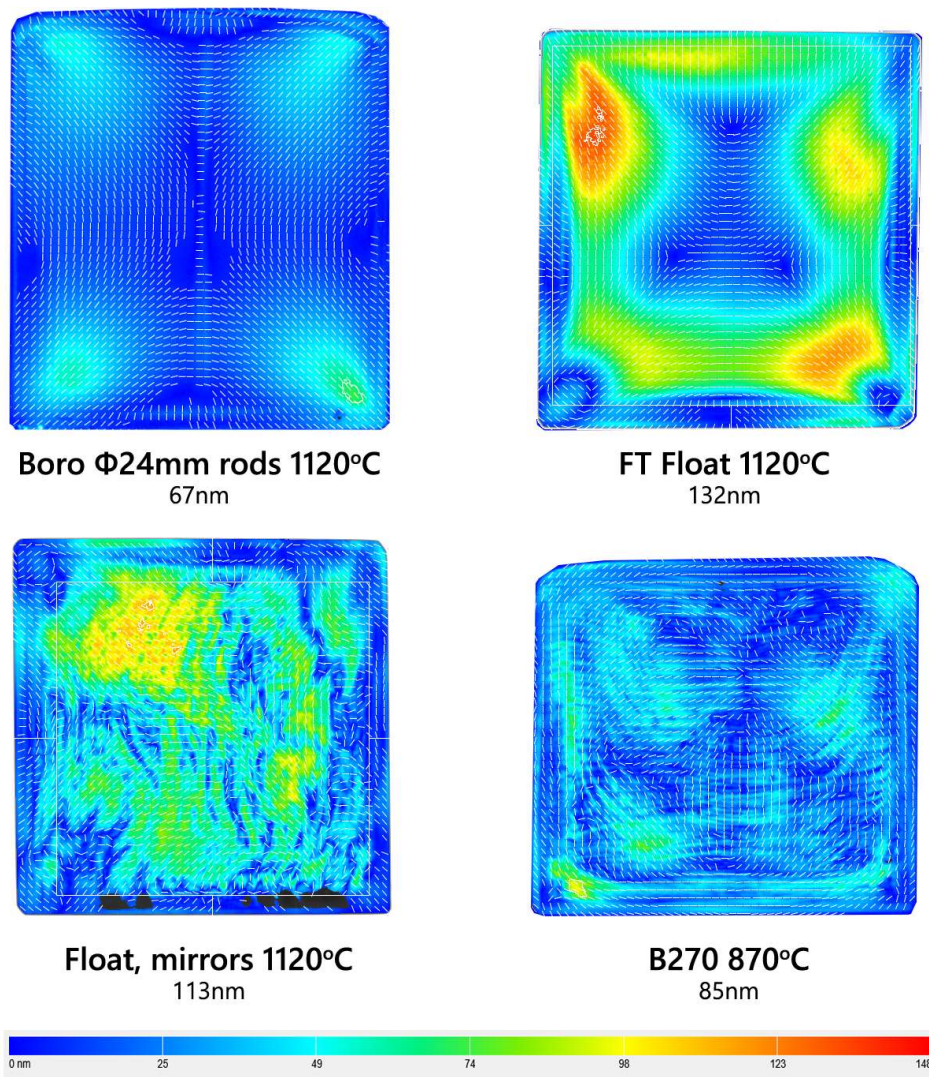 Boro Φ24mm rods 1120ºC
67nm
FT Float 1120ºC
132nm
Float, mirrors 1120ºC
113nm
B270 870ºC
85nm
0 nm 25 49 74 98 123 148